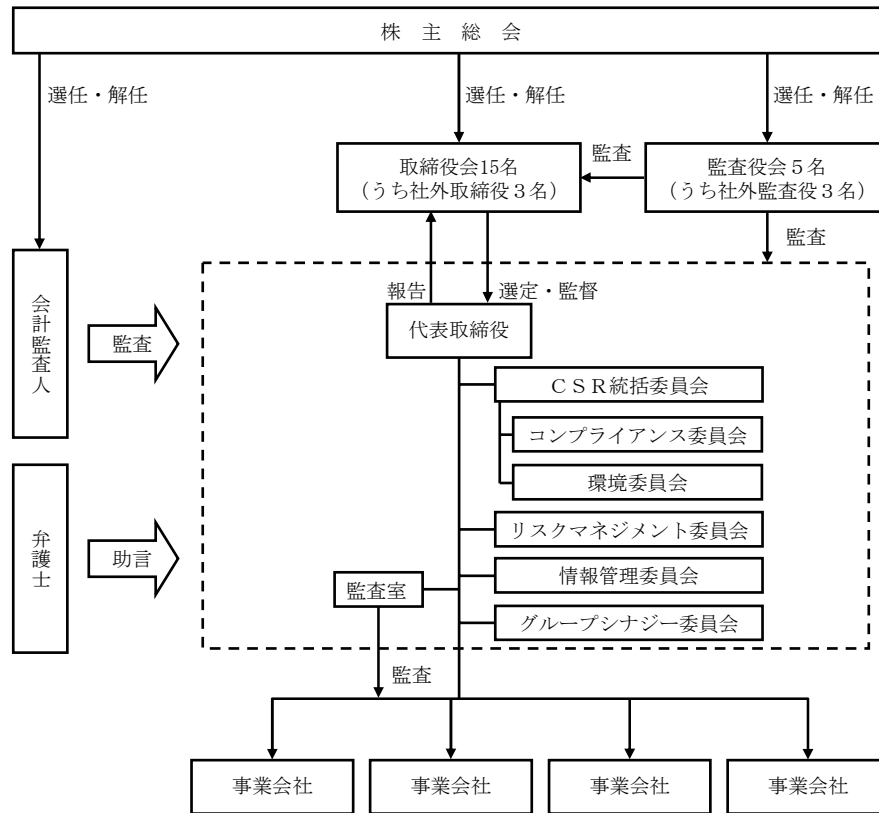 株 主 総 会
選任・解任
選任・解任
選任・解任
取締役会15名
（うち社外取締役３名）
監査
監査役会５名
（うち社外監査役３名）
監査
会計監査人
監査
報告
選定・監督
代表取締役
ＣＳＲ統括委員会
コンプライアンス委員会
環境委員会
弁護士
助言
リスクマネジメント委員会
情報管理委員会
監査室
グループシナジー委員会
監査
事業会社
事業会社
事業会社
事業会社